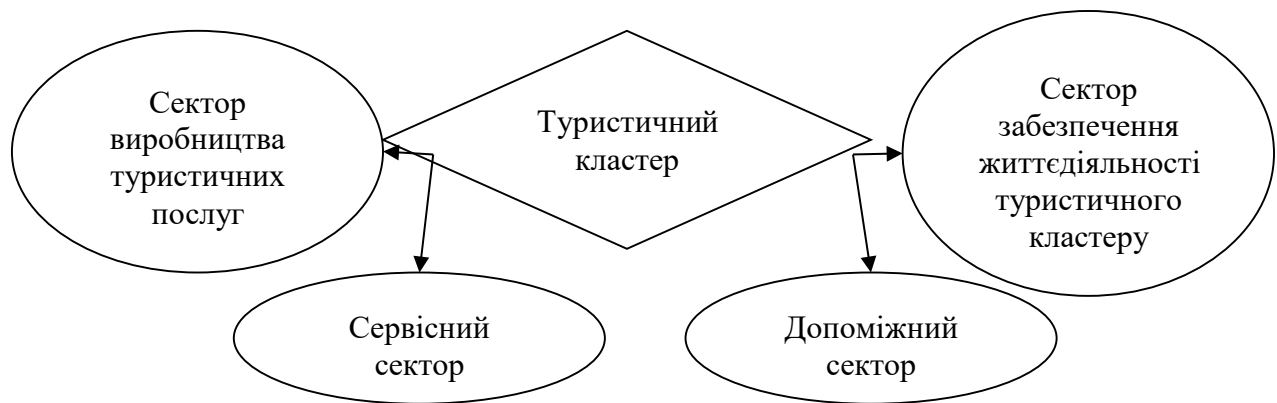 Сектор
виробництва
туристичних
послуг
Туристичний
кластер
Сектор
забезпечення
життєдіяльності
туристичного
кластеру
Сервісний
сектор
Допоміжний
сектор